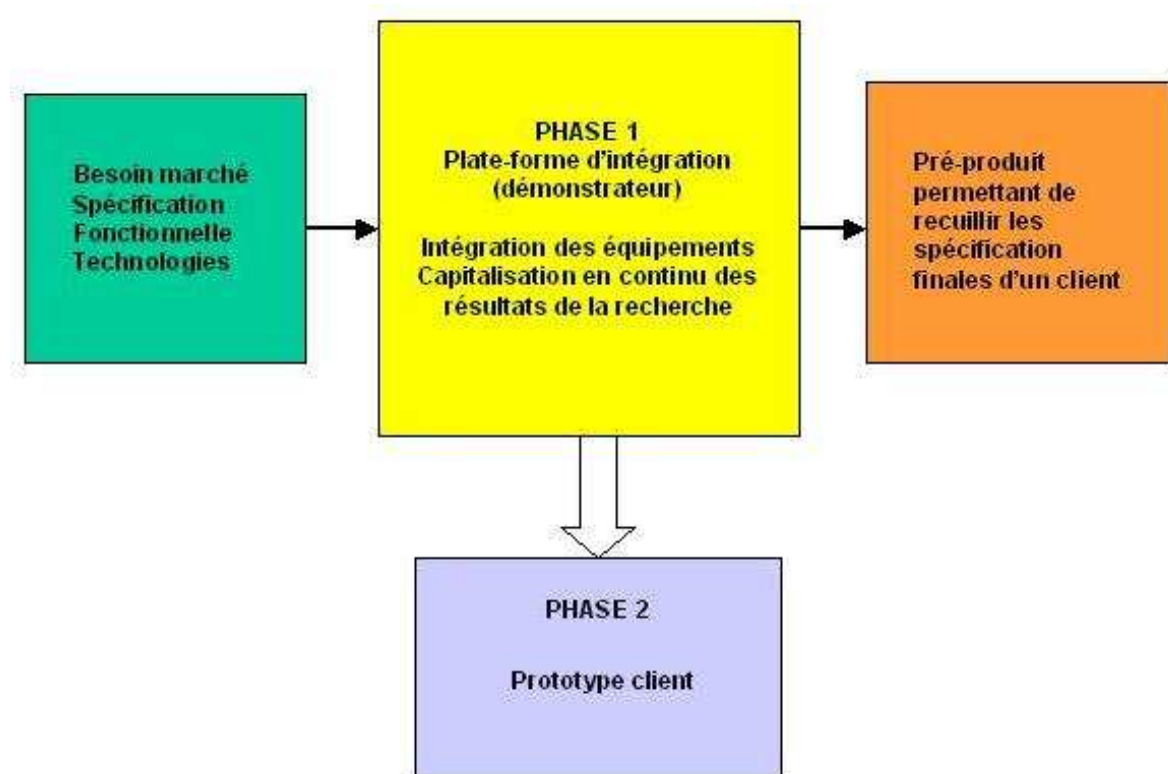 Besoin marché
Spécification
Fonctionnelle
Technologies
PHASE 1
Plate-forme d'intégration
(démonstrateur)
Intégration des équipements
Capitalisation en continu des
résultats de la recherche
Pré-produit
permettant de
recuillir les
spécification
finales d'un client
PHASE 2
Prototype client